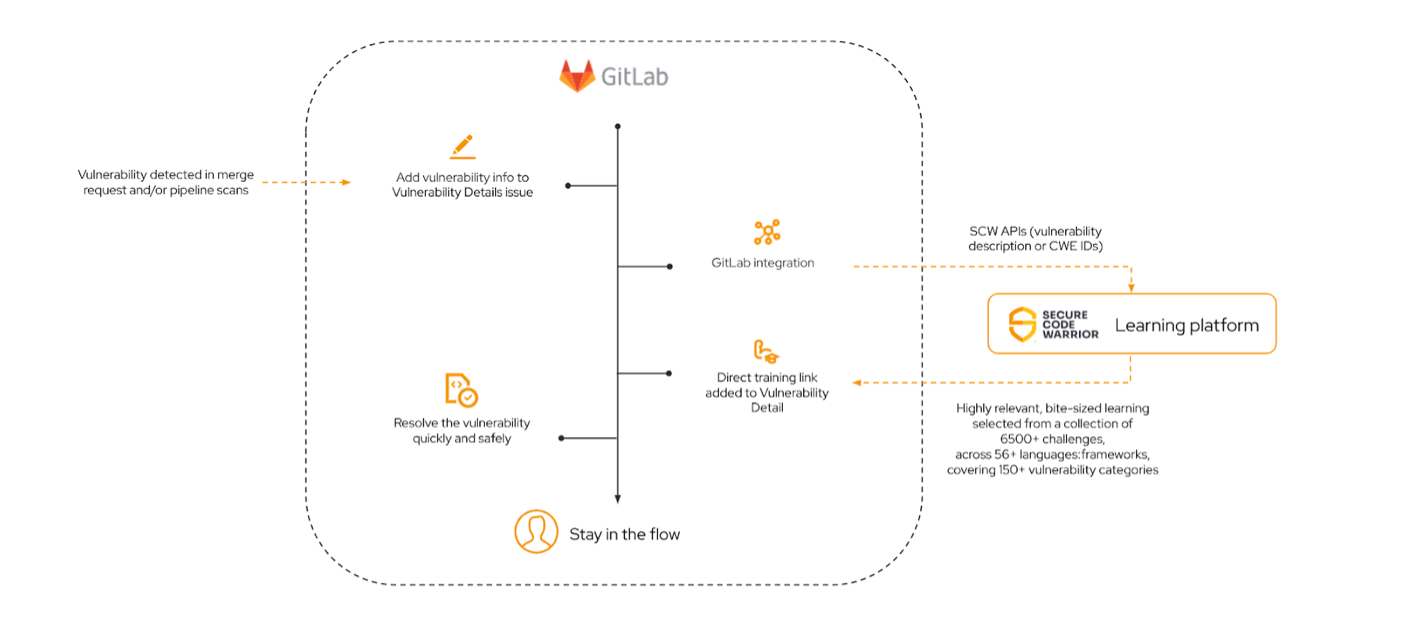 GitLab
Vulnerability detected in merge
request and/or pipeline scans
Add vulnerability info to
Vulnerability Details issue
GitLab integration
SCW APIs (vulnerability
description or CWE IDs)
SECURE
CODE
WARRIOR
Learning platform
Direct training link
added to Vulnerability
Detail
Highly relevant, bite-sized learning
selected from a collection of
6500+ challenges,
across 56+ languages:frameworks,
covering 150+ vulnerability categories
Resolve the vulnerability
quickly and safely
Stay in the flow